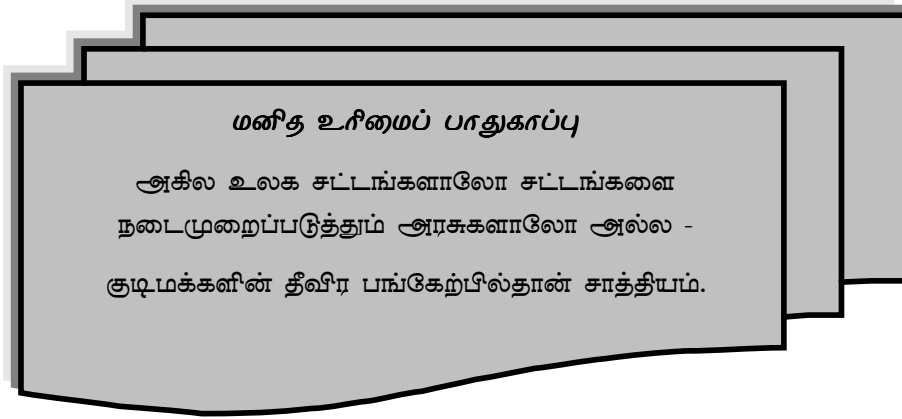 மனித உரிமைப் பாதுகாப்பு
அகில உலக சட்டங்களாலோ சட்டங்களை
நடைமுறைப்படுத்தும் அரசுகளாலோ அல்ல -
குடிமக்களின் தீவிர பங்கேற்பில்தான் சாத்தியம்.